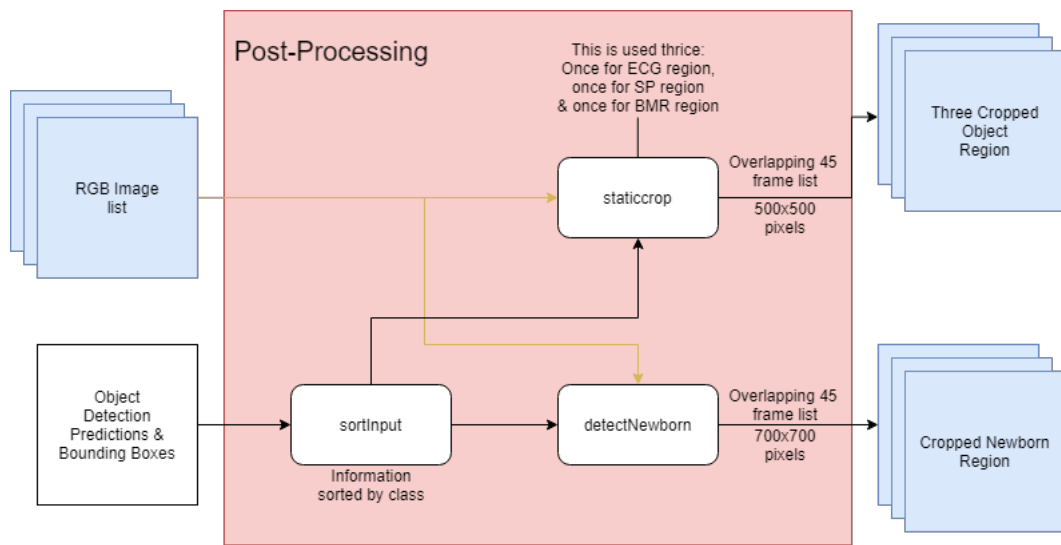 Post-Processing
This is used thrice:
Once for ECG region,
once for SP region
& once for BMR region
RGB Image
list
staticcrop
Overlapping 45
frame list
500x500
pixels
Three Cropped
Object
Region
Object
Detection
Predictions &
Bounding Boxes
sortInput
Information
sorted by class
detectNewborn
Overlapping 45
frame list
700x700
pixels
Cropped Newborn
Region